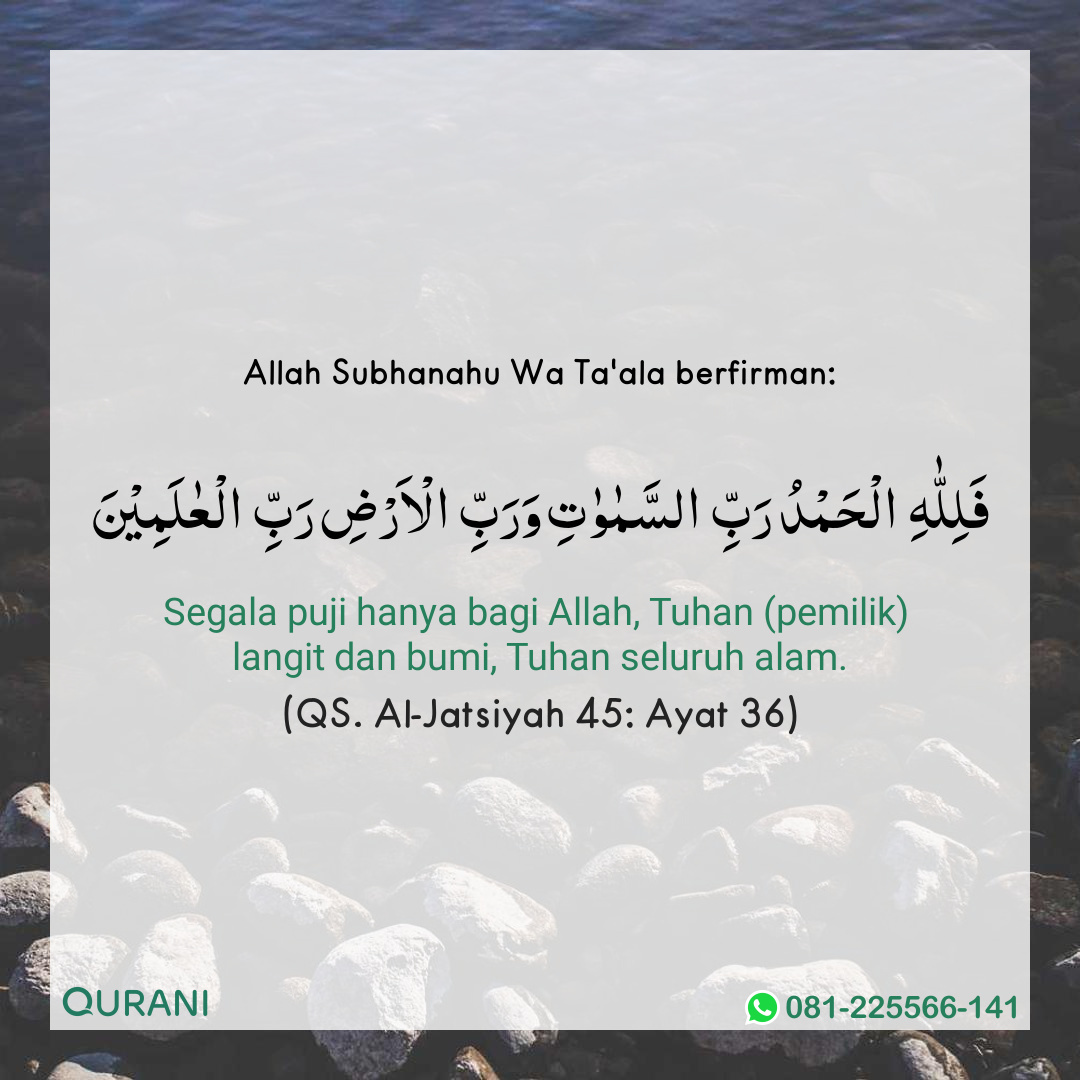 Allah Subhanahu Wa Ta'ala berfirman:
فَلِلّٰهِ الْحَمْدُ رَبِّ السَّمٰوٰتِ وَرَبِّ الْاَرْضِ رَبِّ الْعٰلَمِيْنَ
Segala puji hanya bagi Allah, Tuhan (pemilik)
langit dan bumi, Tuhan seluruh alam.
(QS. Al-Jatsiyah 45: Ayat 36)
QURANI
081-225566-141